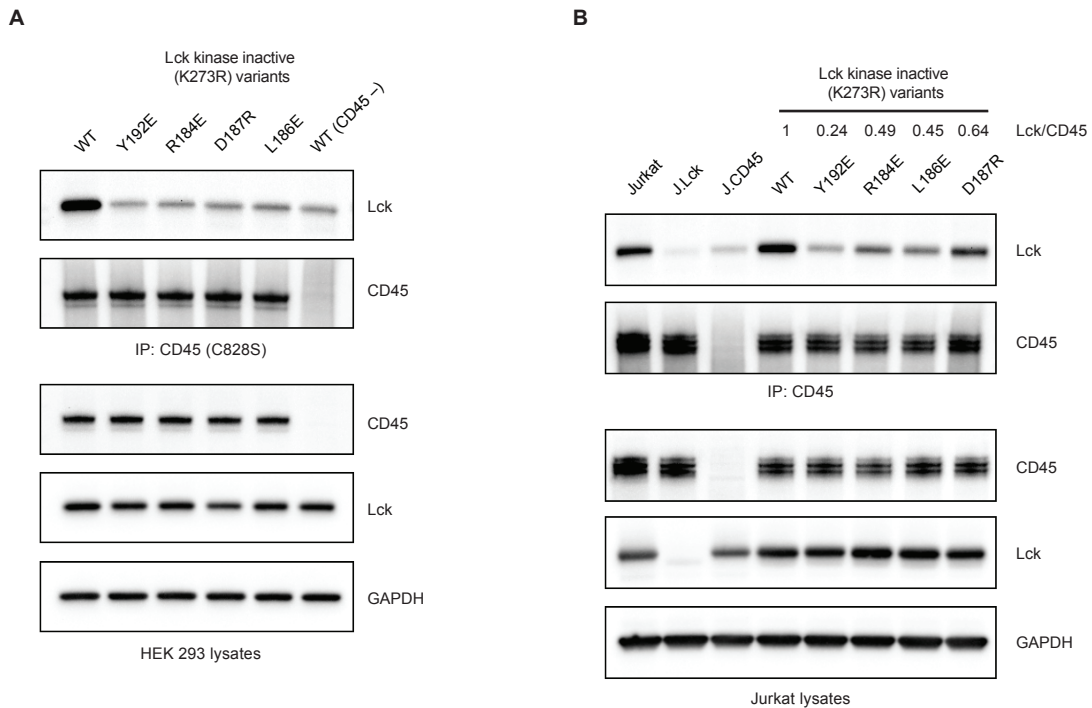 A
Lck kinase inactive
(K273R) variants
WT
Y192E
R184E
D187R
L186E
WT (CD45 –)
Lck
CD45
IP: CD45 (C828S)
CD45
Lck
GAPDH
HEK 293 lysates
B
Lck kinase inactive
(K273R) variants
1 0.24 0.49 0.45 0.64 Lck/CD45
Jurkat
J.Lck
J.CD45
WT
Y192E
R184E
L186E
D187R
Lck
CD45
IP: CD45
CD45
Lck
GAPDH
Jurkat lysates